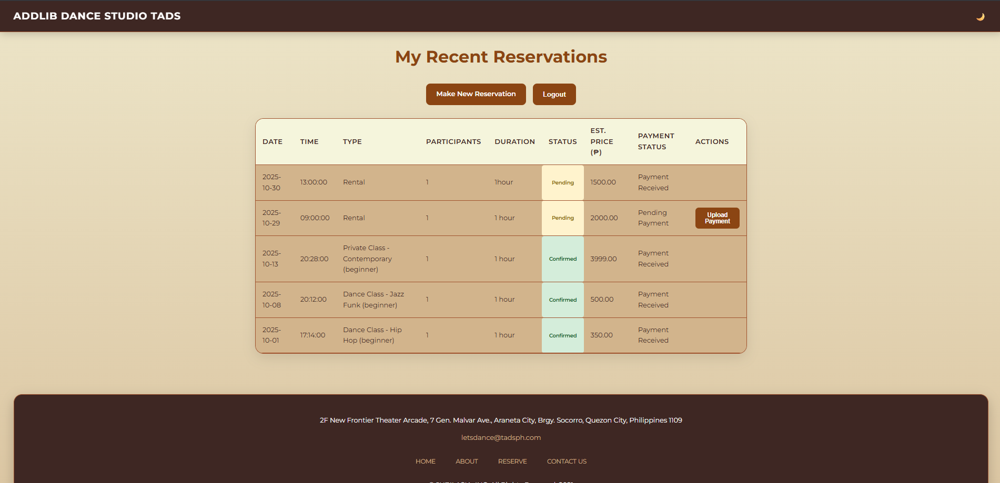 ADDLIB DANCE STUDIO TADS
My Recent Reservations
Make New Reservation Logout
DATE TIME TYPE PARTICIPANTS DURATION STATUS EST. PRICE (₱) PAYMENT STATUS ACTIONS
2025-10-30 13:00:00 Rental 1 1hour Pending 1500.00 Payment Received
2025-10-29 09:00:00 Rental 1 1 hour Pending 2000.00 Pending Payment Upload Payment
2025-10-13 20:28:00 Private Class - Contemporary (beginner) 1 1 hour Confirmed 3999.00 Payment Received
2025-10-08 20:12:00 Dance Class - Jazz Funk (beginner) 1 1 hour Confirmed 500.00 Payment Received
2025-10-01 17:14:00 Dance Class - Hip Hop (beginner) 1 1 hour Confirmed 350.00 Payment Received
2F New Frontier Theater Arcade, 7 Gen. Malvar Ave., Araneta City, Brgy. Socorro, Quezon City, Philippines 1109
letsdance@tadsph.com
HOME ABOUT RESERVE CONTACT US